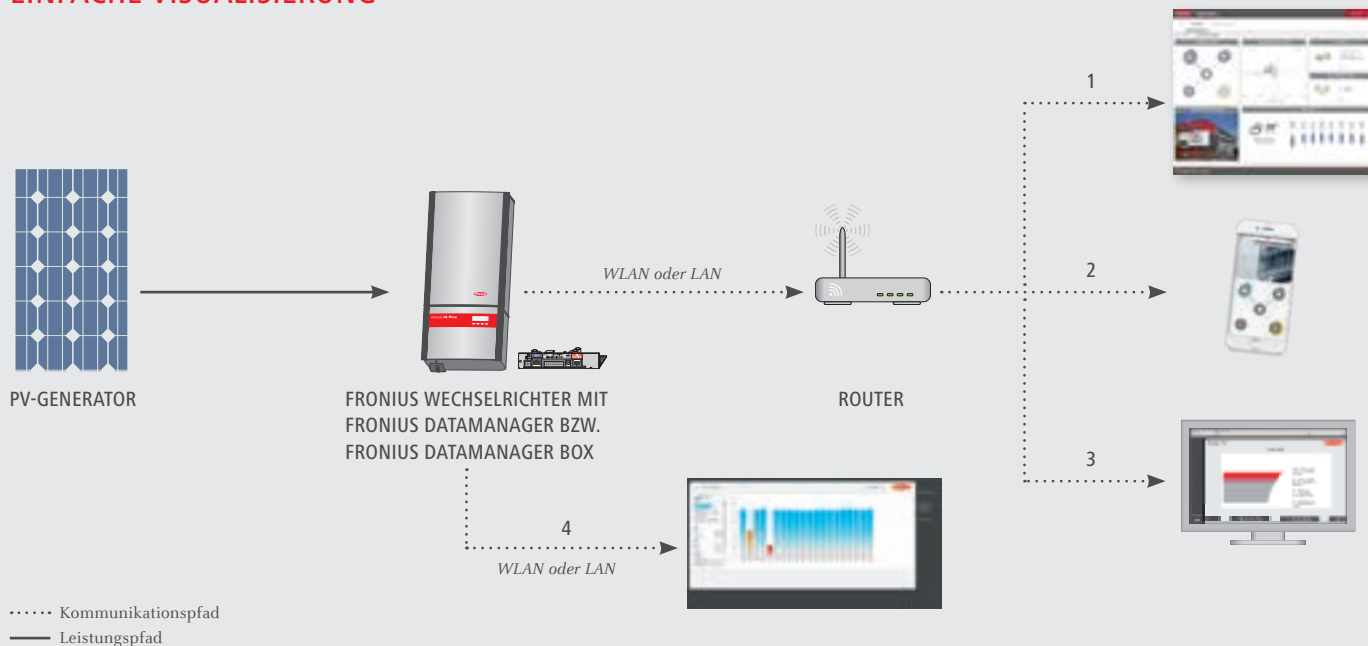 EINFACHE VISUALISIERUNG
1
WLAN oder LAN
2
PV-GENERATOR
FRONIUS WECHSELRICHTER MIT
FRONIUS DATAMANAGER BZW.
FRONIUS DATAMANAGER BOX
ROUTER
3
4
WLAN oder LAN
Kommunikationspfad
Leistungspfad